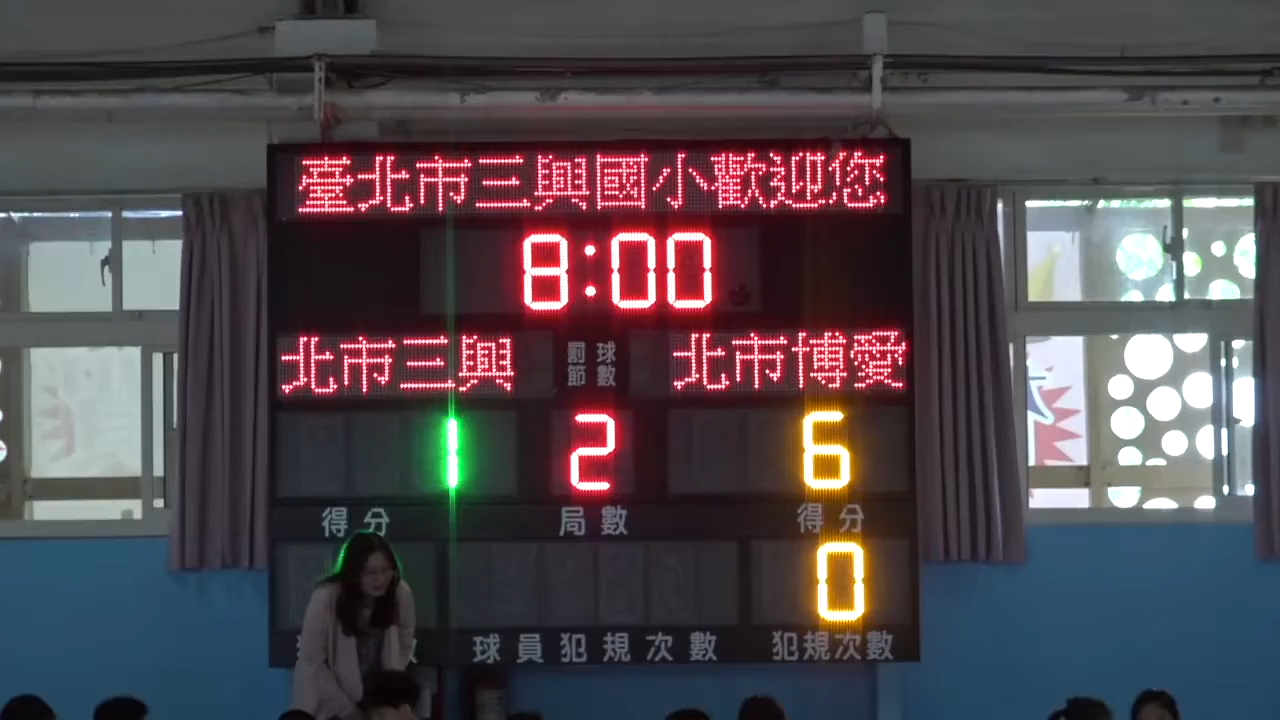 臺北市三興國小歡迎您
8:00
北市三興
罰球
節數
北市博愛
1
2
6
得分
局數
得分
0
球員犯規次數
犯規次數